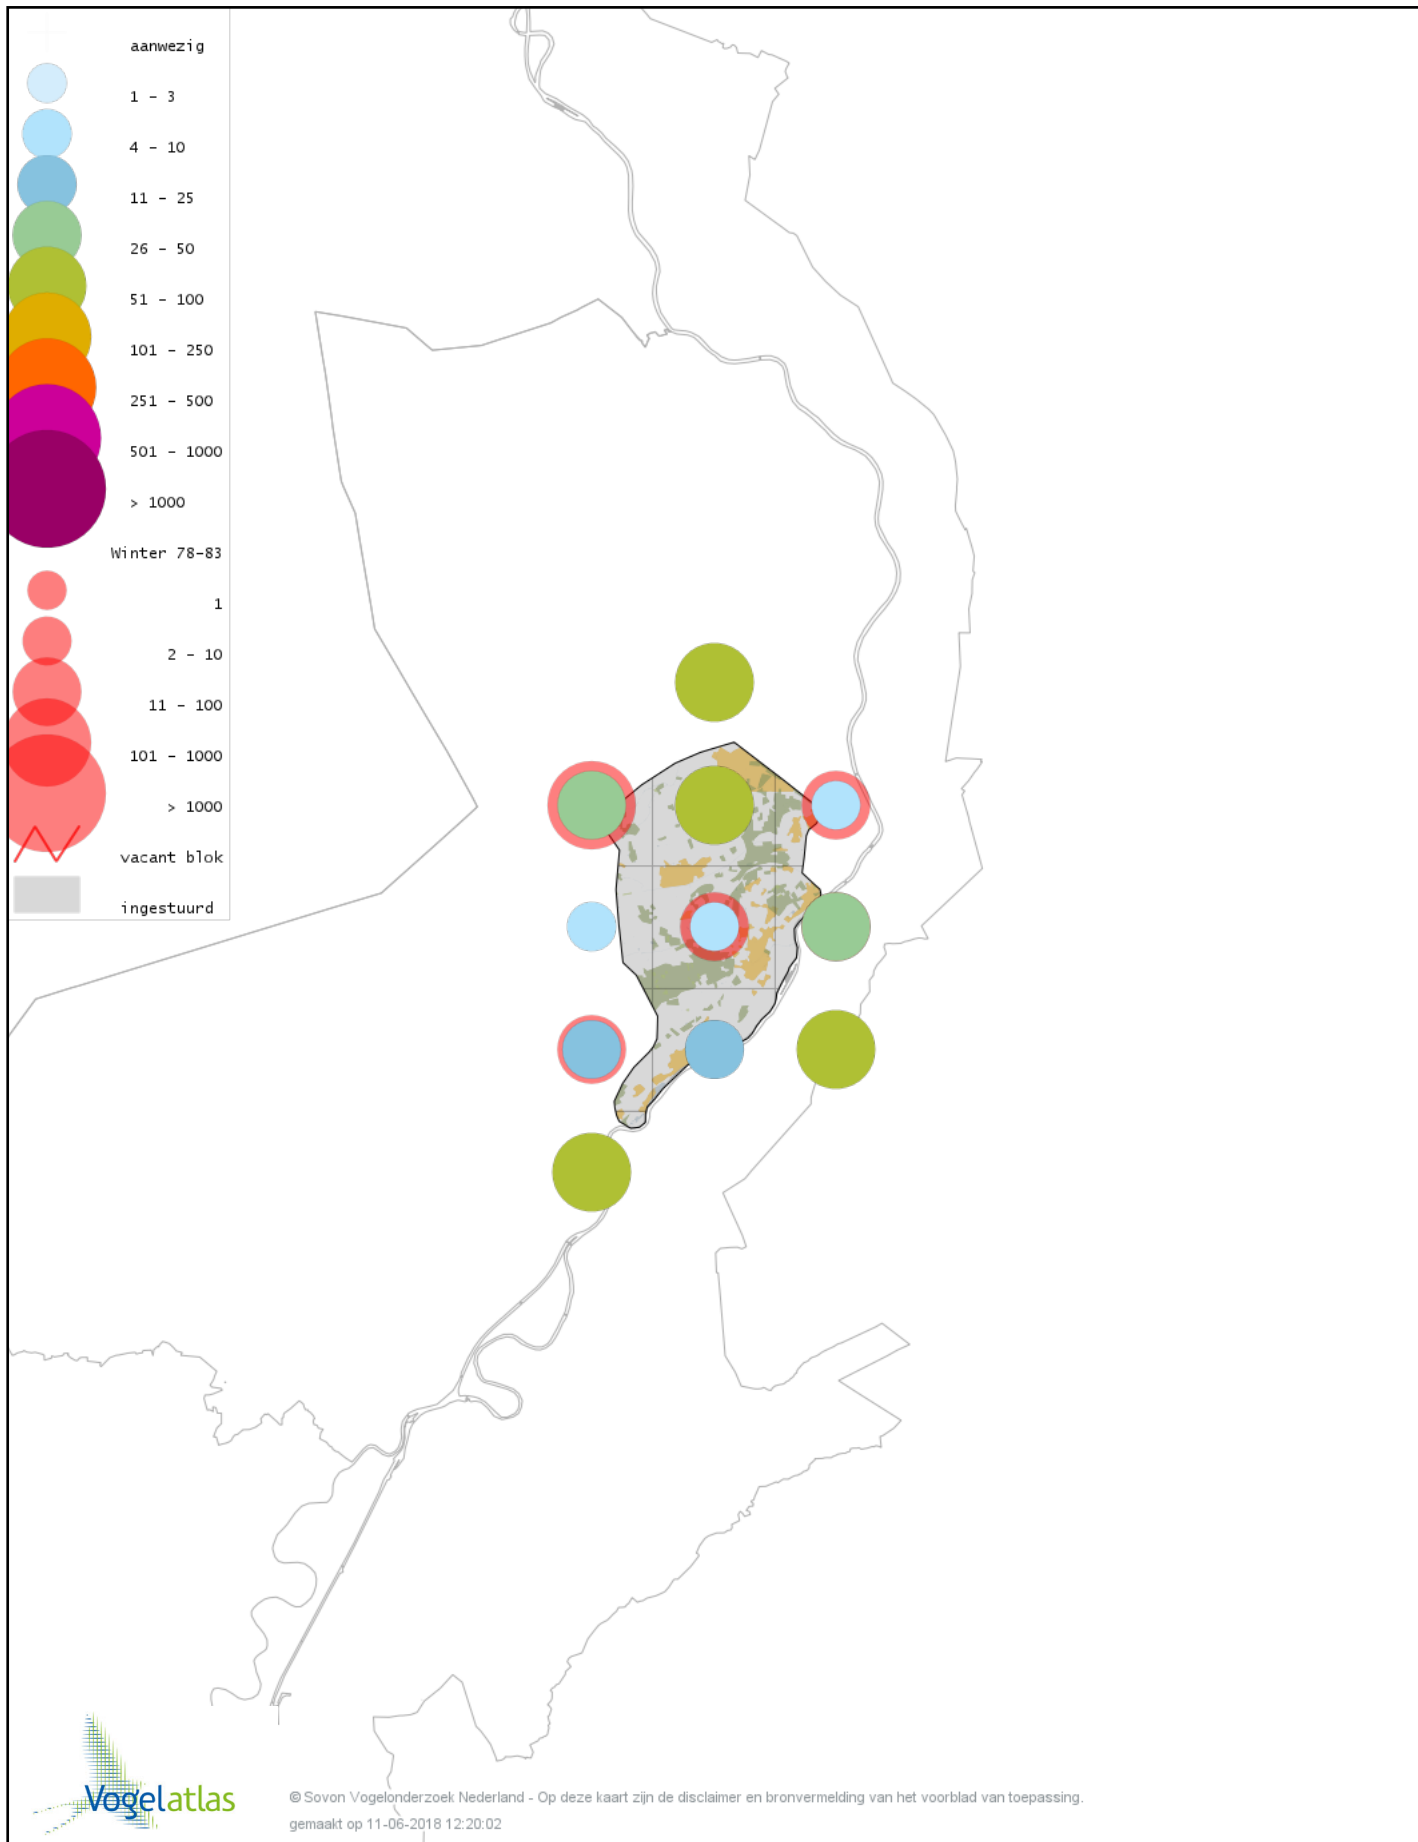 aanwezig
1 - 3
4 - 10
11 - 25
26 - 50
51 - 100
101 - 250
251 - 500
501 - 1000
> 1000
Winter 78-83
1
2 - 10
11 - 100
101 - 1000
> 1000
vacant blok
ingestuurd
Vogelatlas
© Sovon Vogelonderzoek Nederland - Op deze kaart zijn de disclaimer en bronvermelding van het voorblad van toepassing.
gemaakt op 11-06-2018 12:20:02